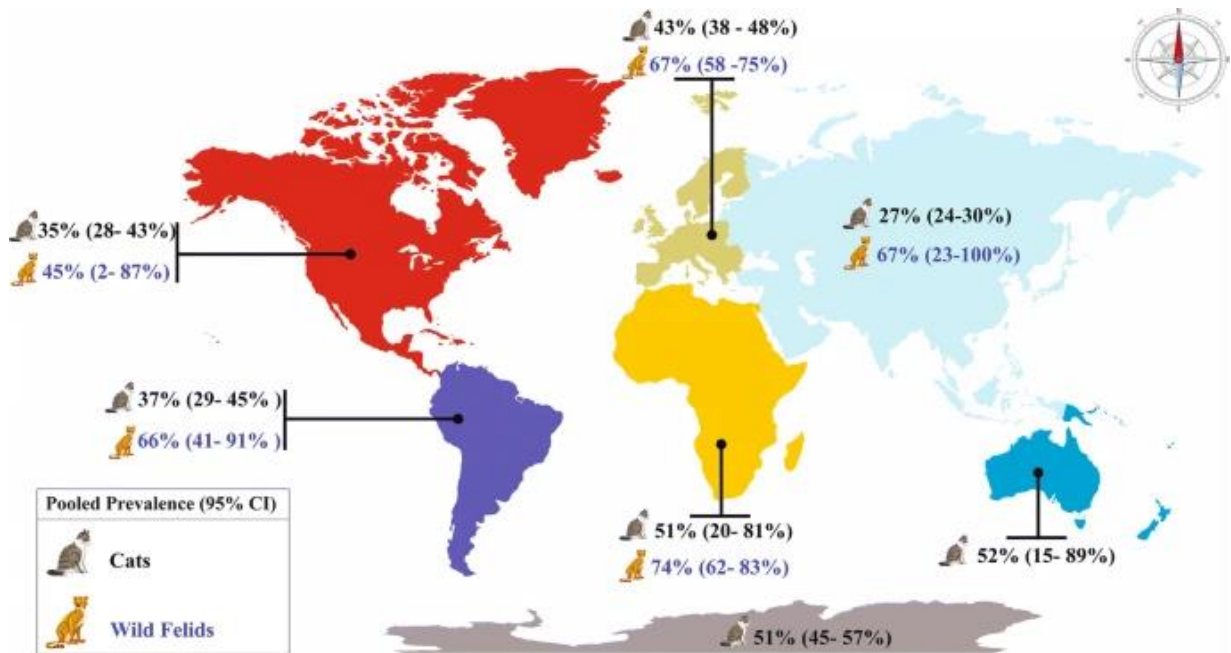 43% (38 - 48%)
67% (58 -75%)
35% (28- 43%)
45% (2- 87%)
27% (24-30%)
67% (23-100%)
37% (29- 45% )
66% (41- 91% )
51% (20- 81%)
74% (62- 83%)
52% (15- 89%)
51% (45- 57%)
Pooled Prevalence (95% CI)
Cats
Wild Felids